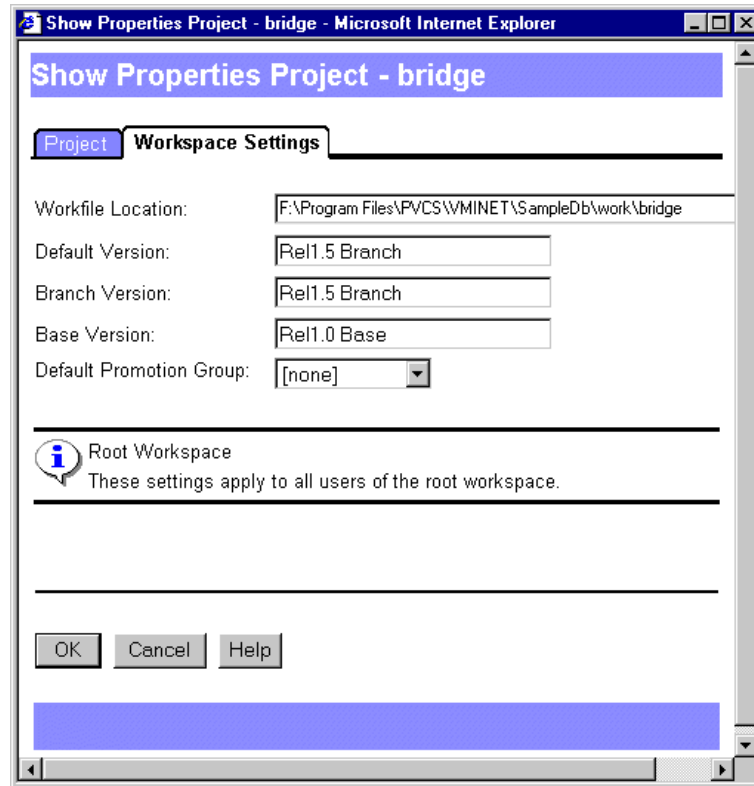 Show Properties Project - bridge - Microsoft Internet Explorer
Show Properties Project - bridge
Project Workspace Settings
Workfile Location: F:\Program Files\PVCS\VMINET\SampleDb\work\bridge
Default Version: Rel1.5 Branch
Branch Version: Rel1.5 Branch
Base Version: Rel1.0 Base
Default Promotion Group: [none]
Root Workspace
These settings apply to all users of the root workspace.
OK Cancel Help